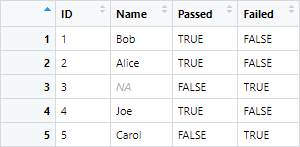 ID Name Passed Failed
1 1 Bob TRUE FALSE
2 2 Alice TRUE FALSE
3 3 NA FALSE TRUE
4 4 Joe TRUE FALSE
5 5 Carol FALSE TRUE